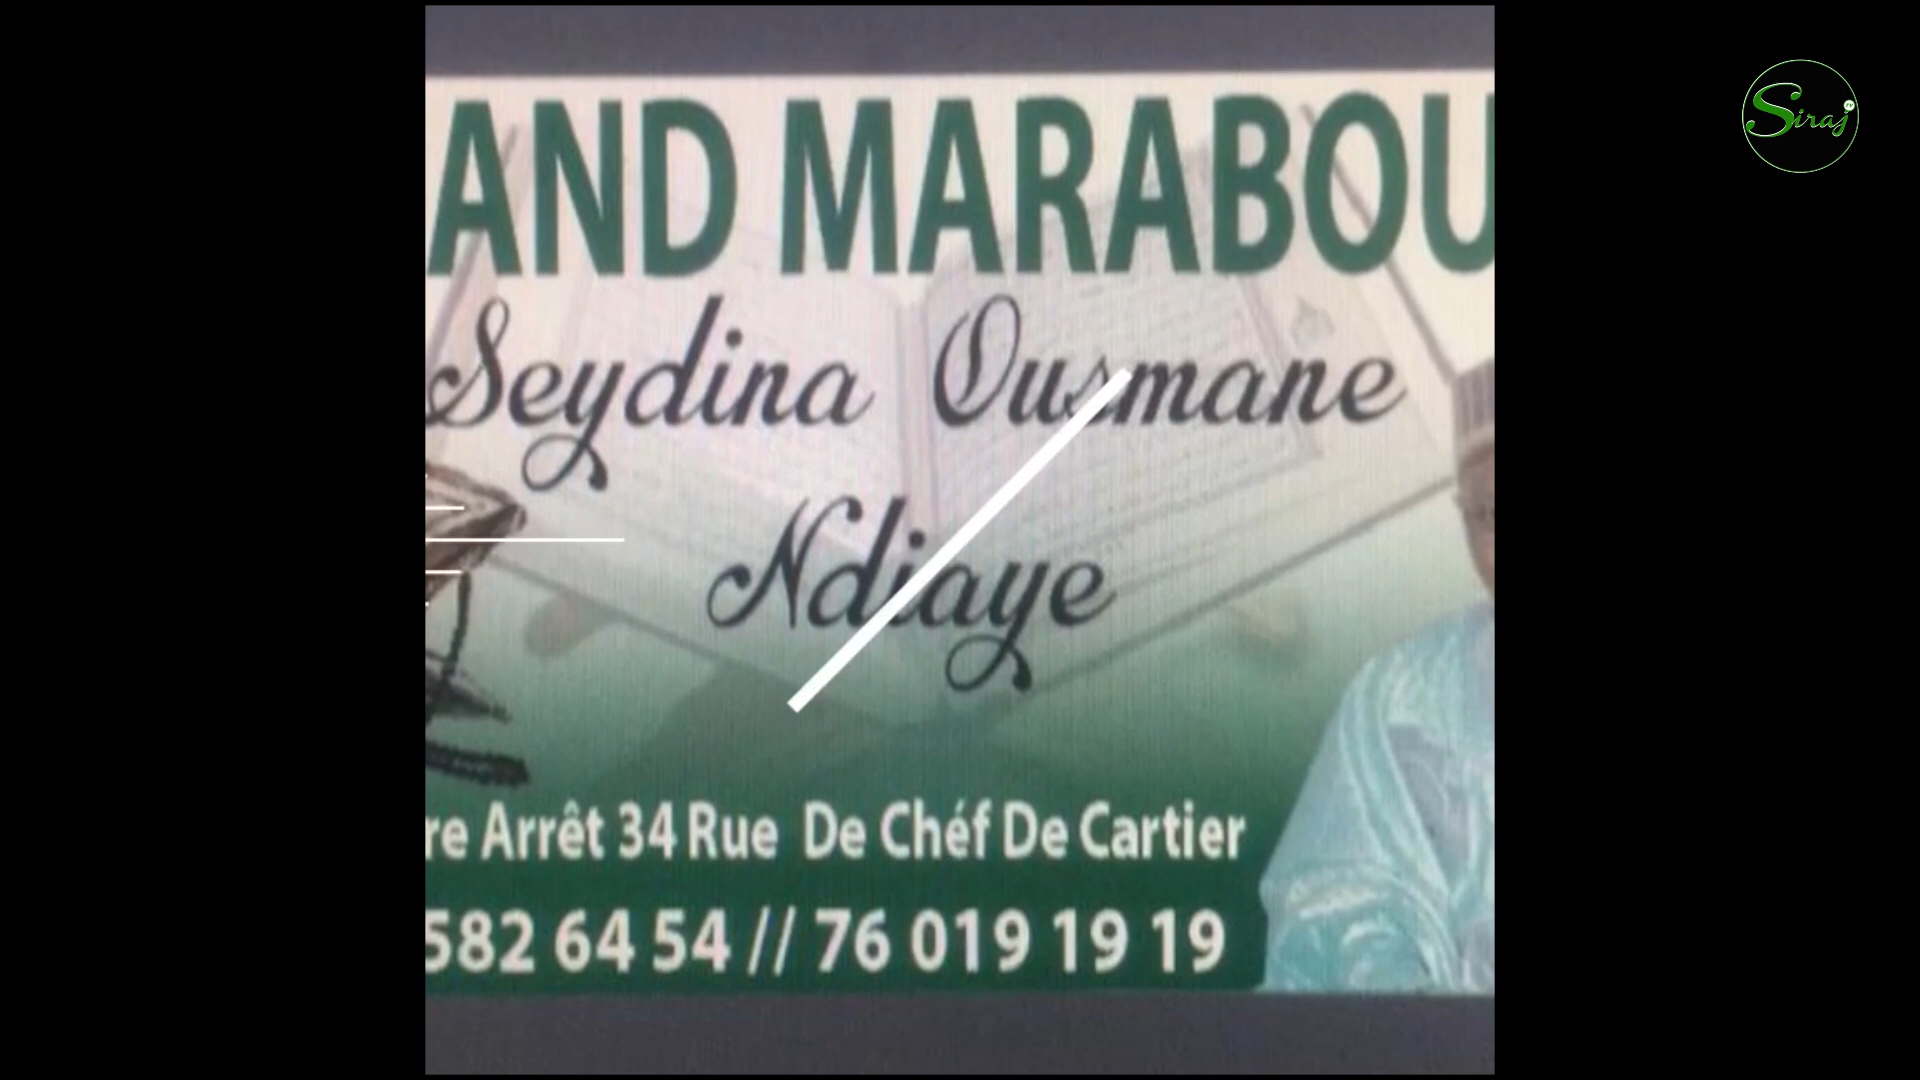 AND MARABOU
Seydina Ousmane
Ndiaye
re Arrêt 34 Rue De Chéf De Cartier
582 64 54 // 76 019 19 19
Siraj